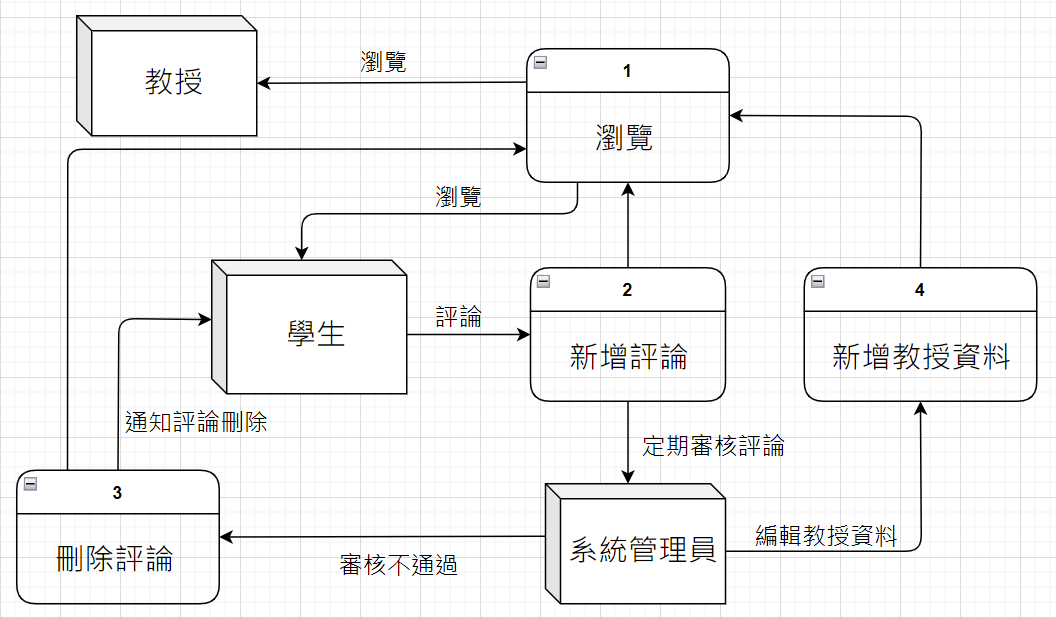 教授
瀏覽
1
瀏覽
瀏覽
學生
評論
2
新增評論
4
新增教授資料
通知評論刪除
定期審核評論
3
刪除評論
審核不通過
系統管理員
編輯教授資料